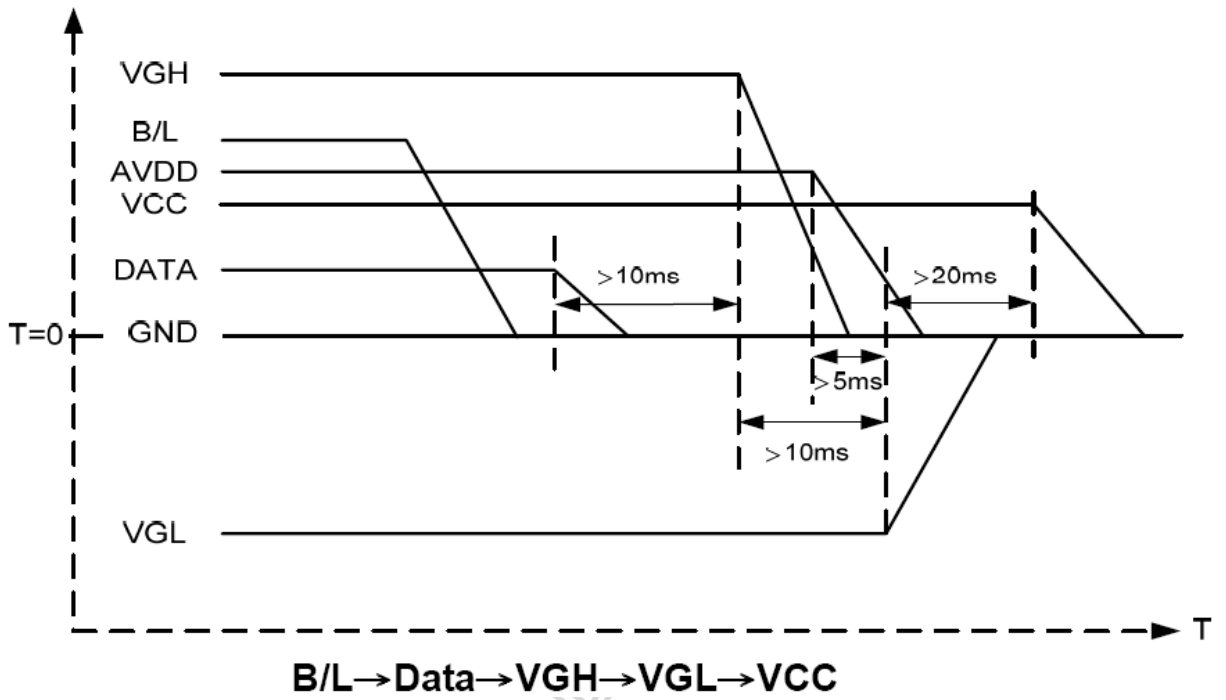 VGH
B/L
AVDD
VCC
DATA
>10ms
>20ms
T=0
GND
>5ms
>10ms
VGL
T
B/L→Data→VGH→VGL→VCC